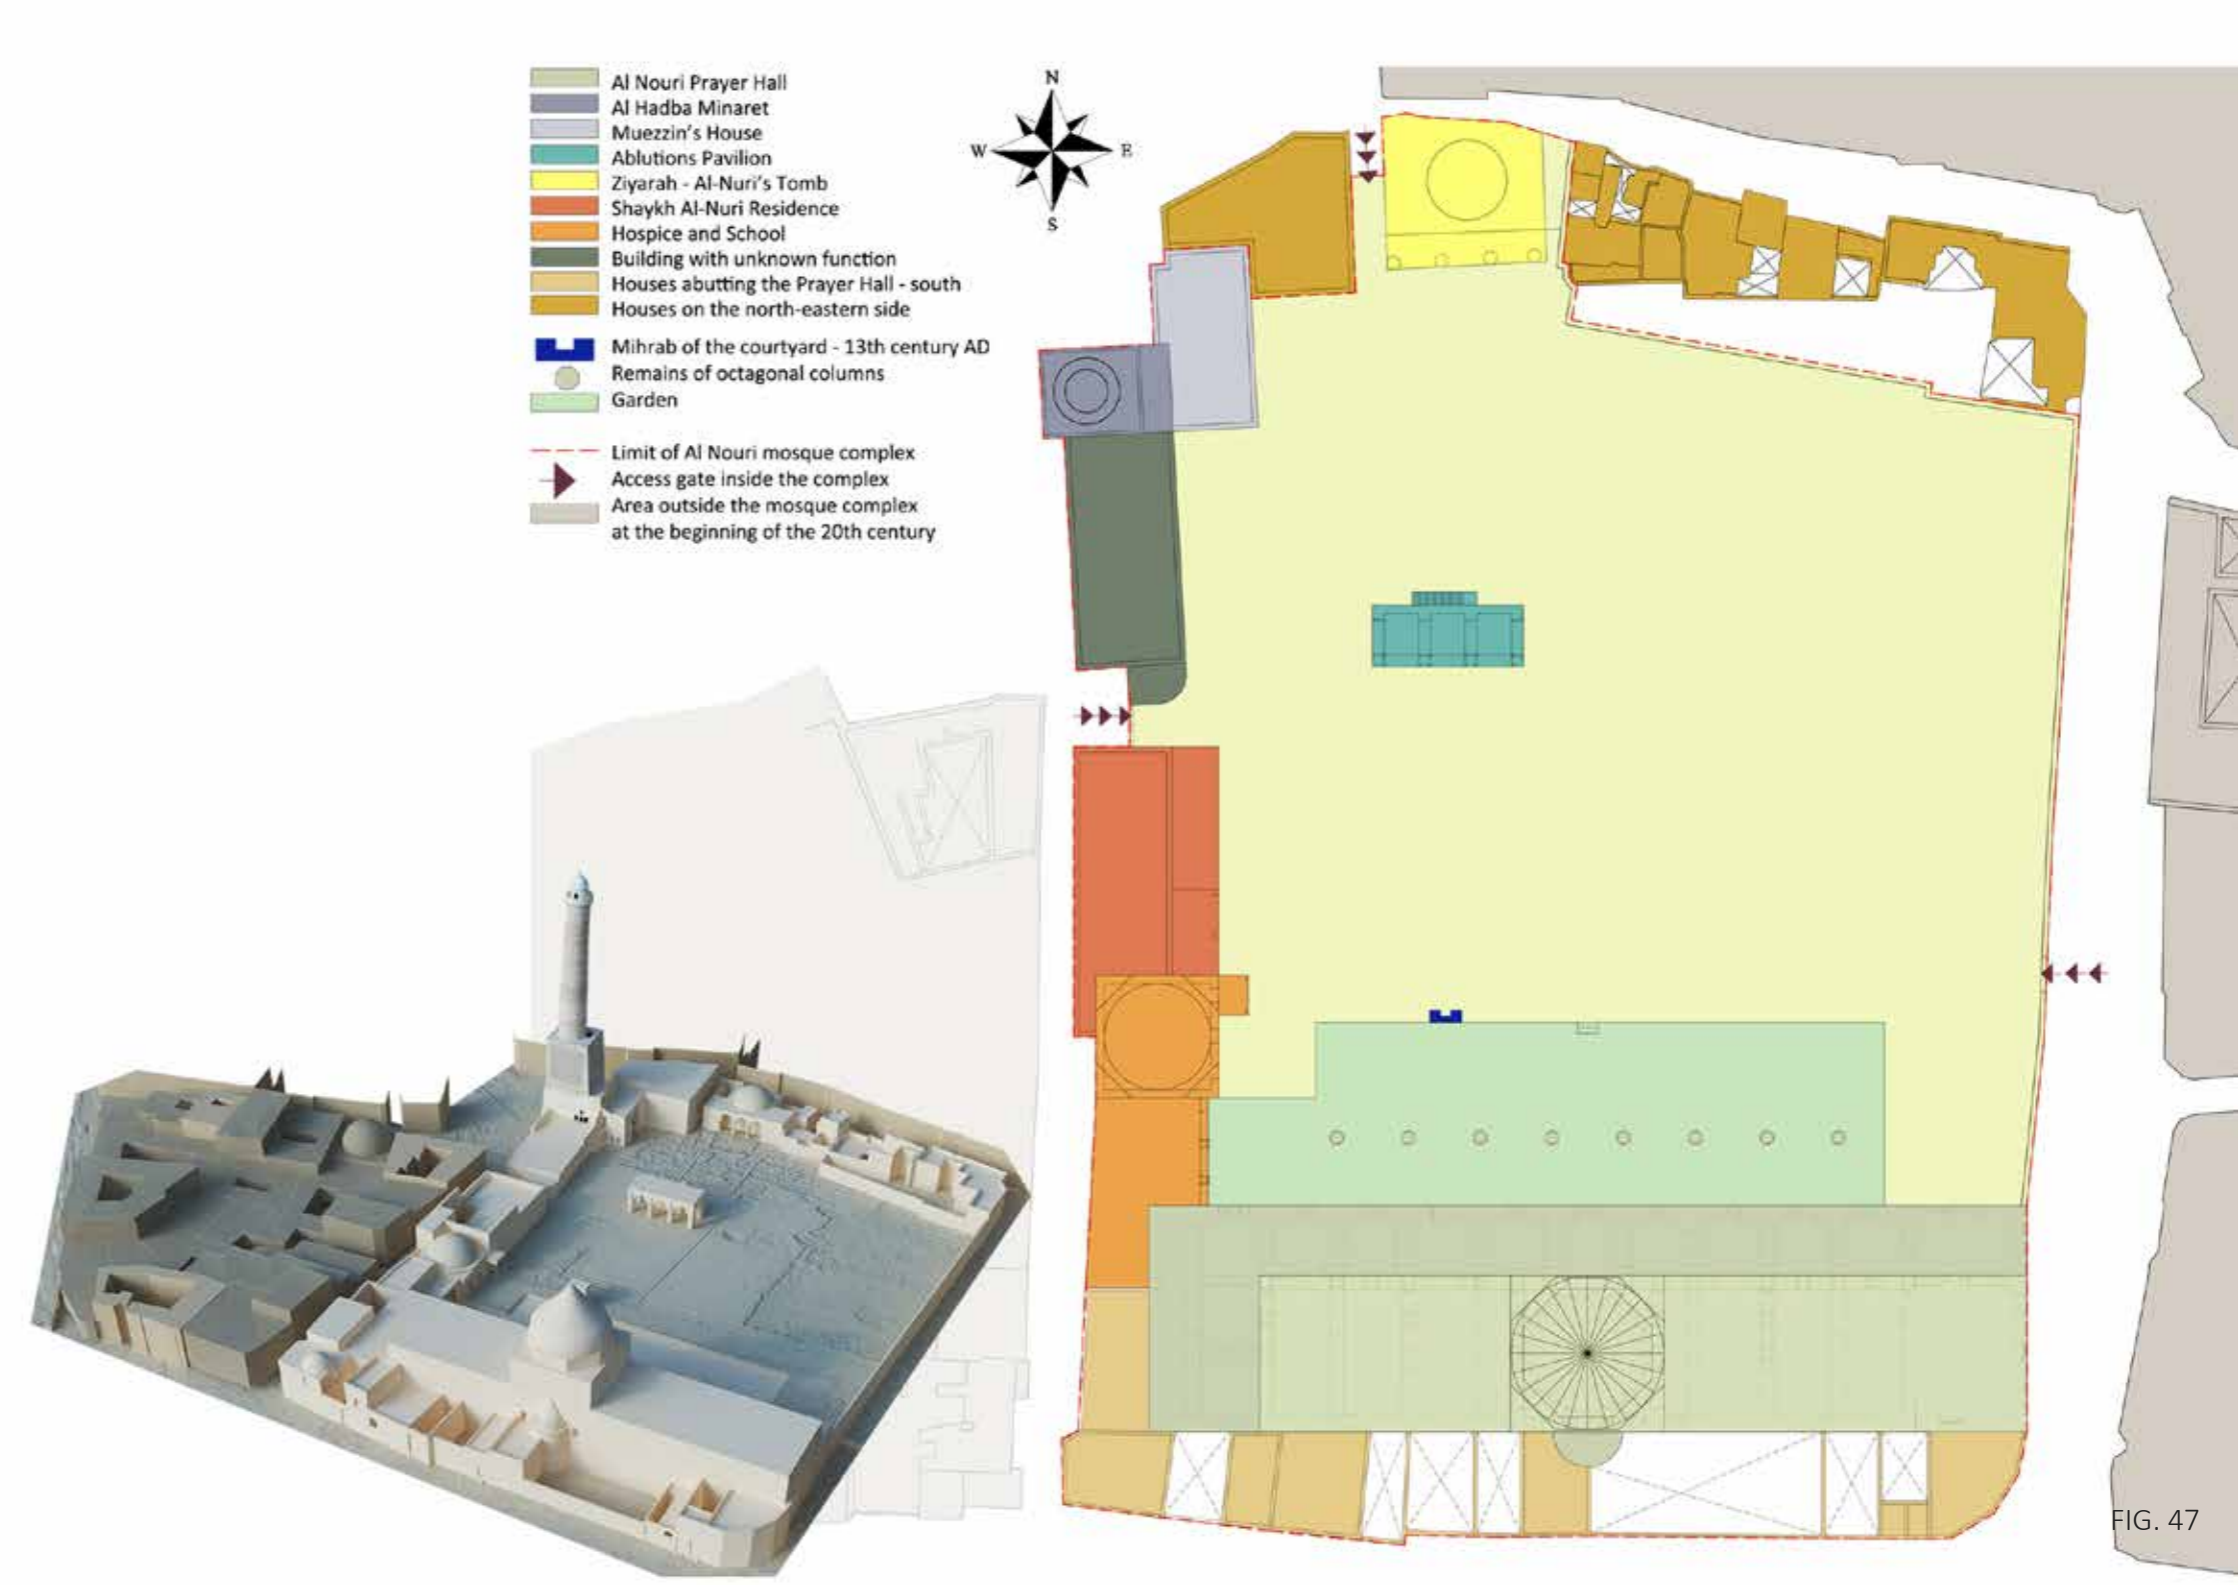 Al Nouri Prayer Hall
Al Hadba Minaret
Muezzin's House
Ablutions Pavilion
Ziyarah - Al-Nuri's Tomb
Shaykh Al-Nuri Residence
Hospice and School
Building with unknown function
Houses abutting the Prayer Hall - south
Houses on the north-eastern side
Mihrab of the courtyard - 13th century AD
Remains of octagonal columns
Garden
Limit of Al Nouri mosque complex
Access gate inside the complex
Area outside the mosque complex
at the beginning of the 20th century
N
W
E
S
FIG. 47